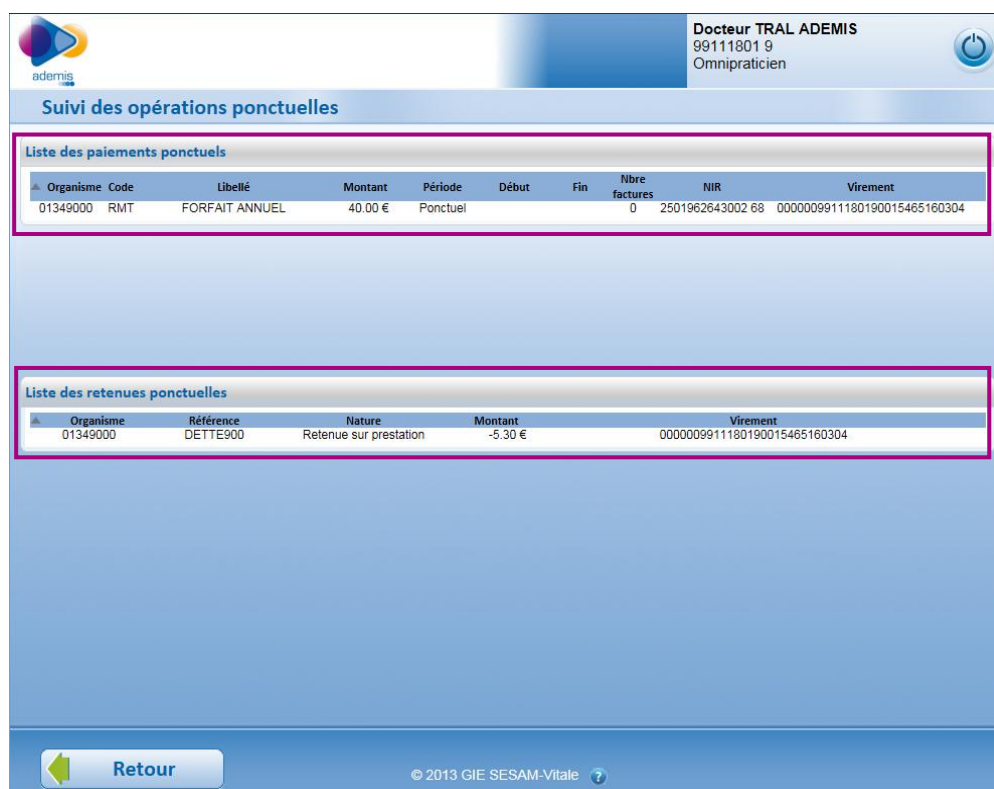 ademis
Docteur TRAL ADEMIS
99111801 9
Omnipraticien
Suivi des opérations ponctuelles
Liste des paiements ponctuels
Organisme Code Libellé Montant Période Début Fin Nbre factures NIR Virement
01349000 RMT FORFAIT ANNUEL 40.00 € Ponctuel 0 2501962643002 68 0000009911180190015465160304
Liste des retenues ponctuelles
Organisme Référence Nature Montant Virement
01349000 DETTE900 Retenue sur prestation -5.30 € 0000009911180190015465160304
Retour
© 2013 GIE SESAM-Vitale ?